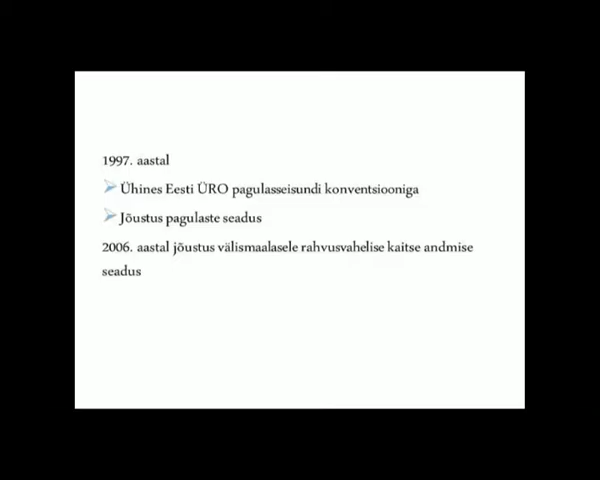 1997. aastal
Ühines Eesti ÜRO pagulasseisundi konventsiooniga
Jõustus pagulaste seadus
2006. aastal jõustus välismaalasele rahvusvahelise kaitse andmise
seadus